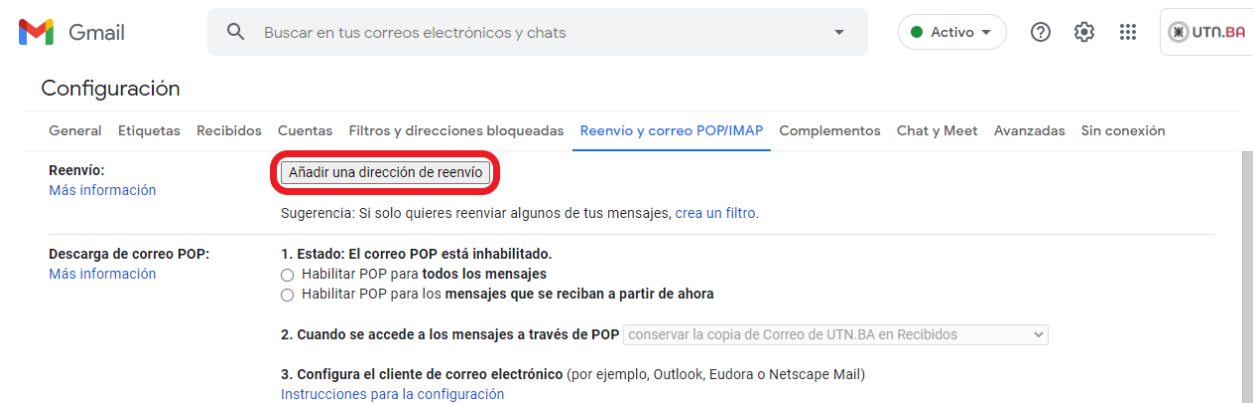 Gmail
Buscar en tus correos electrónicos y chats
Activo
UTN.BA
Configuración
General Etiquetas Recibidos Cuentas Filtros y direcciones bloqueadas Reenvío y correo POP/IMAP Complementos Chat y Meet Avanzadas Sin conexión
Reenvío:
Más información
Añadir una dirección de reenvío
Sugerencia: Si solo quieres reenviar algunos de tus mensajes, crea un filtro.
Descarga de correo POP:
Más información
1. Estado: El correo POP está inhabilitado.
Habilitar POP para todos los mensajes
Habilitar POP para los mensajes que se reciban a partir de ahora
2. Cuando se accede a los mensajes a través de POP conservar la copia de Correo de UTN.BA en Recibidos
3. Configura el cliente de correo electrónico (por ejemplo, Outlook, Eudora o Netscape Mail)
Instrucciones para la configuración